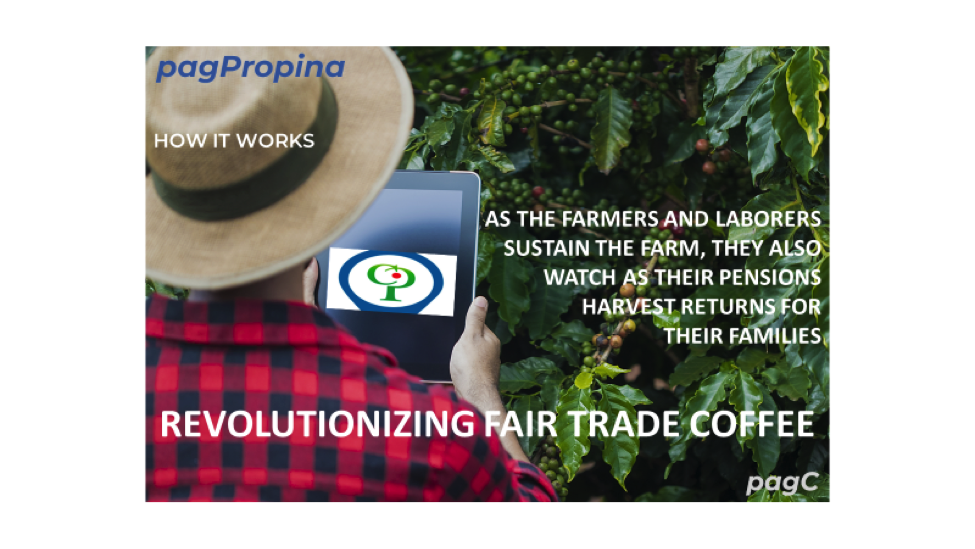 pagPropina
HOW IT WORKS
AS THE FARMERS AND LABORERS
SUSTAIN THE FARM, THEY ALSO
WATCH AS THEIR PENSIONS
HARVEST RETURNS FOR
THEIR FAMILIES
REVOLUTIONIZING FAIR TRADE COFFEE
pagC